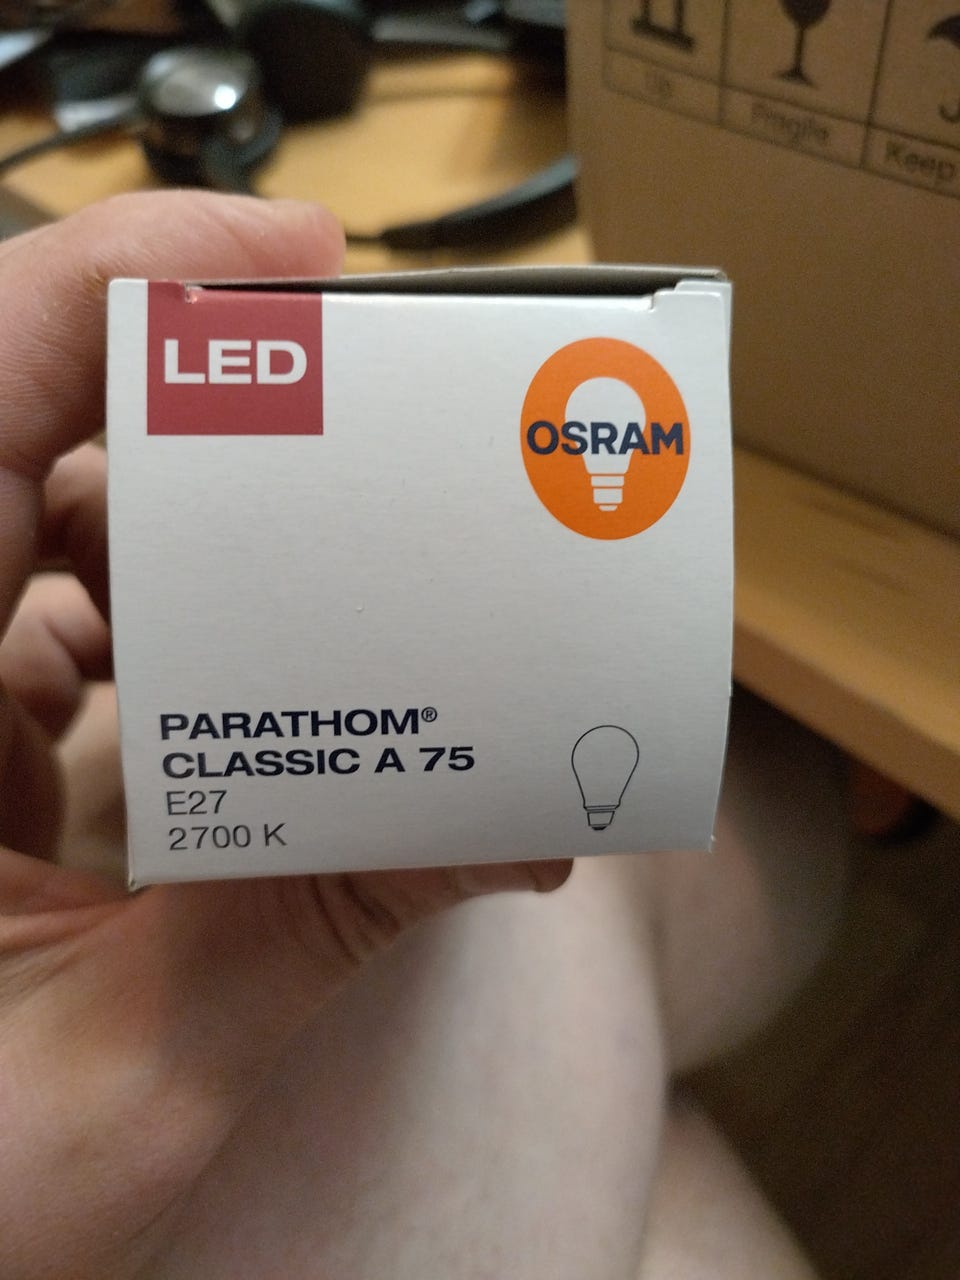 Up
Fragile
Keep
LED
OSRAM
PARATHOM®
CLASSIC A 75
E27
2700 K